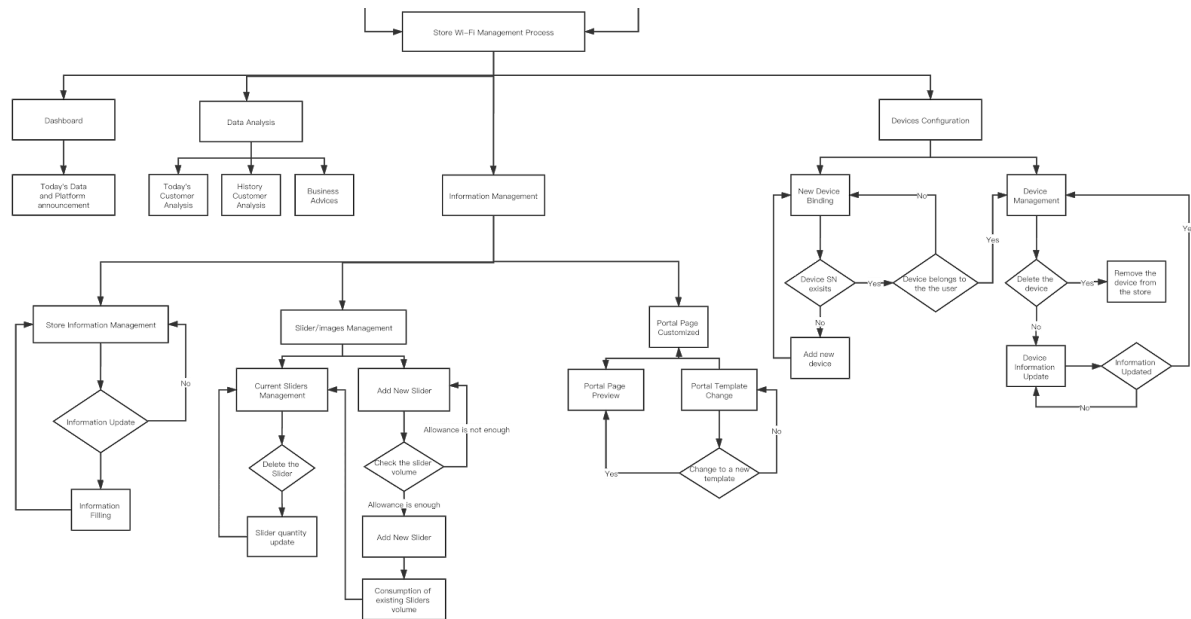 Store Wi-Fi Management Process
Dashboard
Data Analysis
Devices Configuration
Today's Data
and Platform
announcement
Today's
Customer
Analysis
History
Customer
Analysis
Business
Advices
Information Management
New Device
Binding
No
Device
Management
Yes
Ye
Device SN
exisits
Yes
Device belongs to
the the user
Delete the
device
Yes
Remove the
device from
the store
No
No
Add new
device
Device
Information
Update
Information
Updated
No
Store Information Management
Slider/Images Management
Portal Page
Customized
No
Current Sliders
Management
Add New Slider
Portal Page
Preview
Portal Template
Change
Information Update
Allowance is not enough
No
Delete the
Slider
Check the slider
volume
Yes
Change to a new
template
Information
Filling
Allowance is enough
Slider quantity
update
Add New Slider
Consumption of
existing Sliders
volume